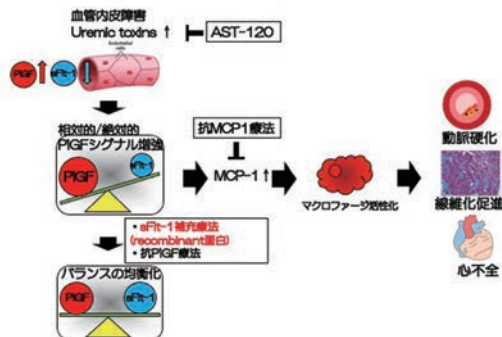 血管内皮障害
Uremic toxins ↑
AST-120
Endothelial
PlGF
sFlt-1
相対的/絶対的
PlGFシグナル増強
PlGF
sFlt-1
抗MCP1療法
MCP-1↑
マクロファージ活性化
動脈硬化
線維化促進
心不全
・sFlt-1補充療法
(recombinant蛋白)
・抗PlGF療法
バランスの均衡化
PlGF
sFlt-1